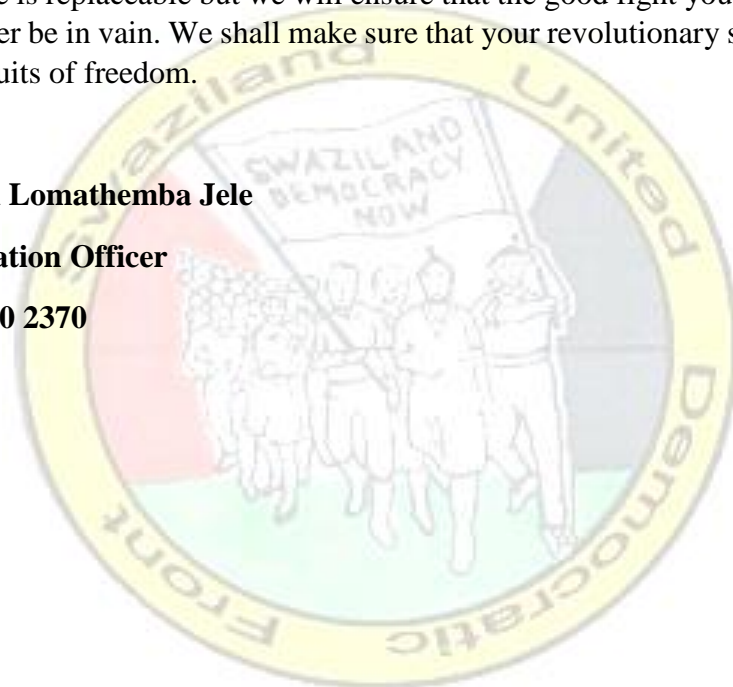 e is replaceable but we will ensure that the good fight you
er be in vain. We shall make sure that your revolutionary s
uits of freedom.
Lomathemba Jele
ation Officer
0 2370
Swaziland United Democratic Front
SWAZILAND
DEMOCRACY
NOW